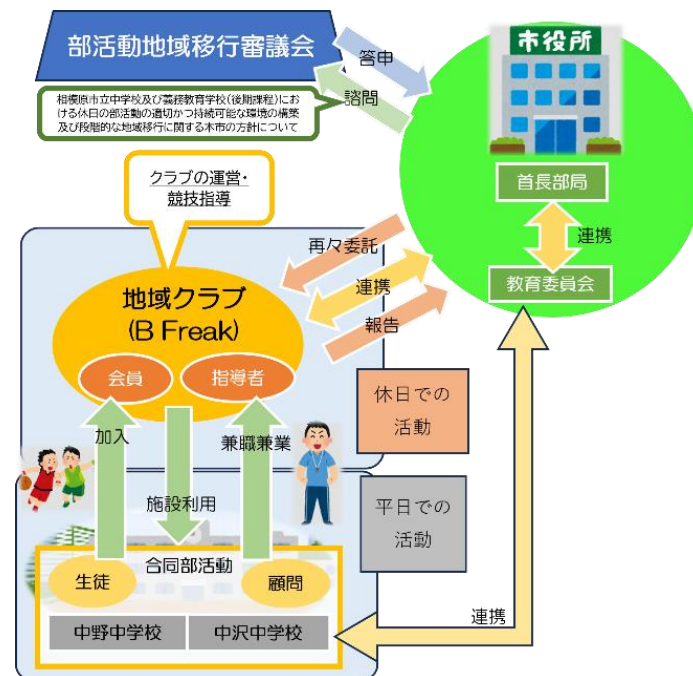 部活動地域移行審議会
答申
諮問
市役所
相模原市立中学校及び義務教育学校(後期課程)にお
ける休日の部活動の適切かつ持続可能な環境の構築
及び段階的な地域移行に関する本市の方針について
首長部局
連携
教育委員会
クラブの運営・
競技指導
再々委託
連携
報告
地域クラブ
(B Freak)
会員
指導者
休日での
活動
加入
兼職兼業
施設利用
平日での
活動
合同部活動
生徒
顧問
中野中学校
中沢中学校
連携